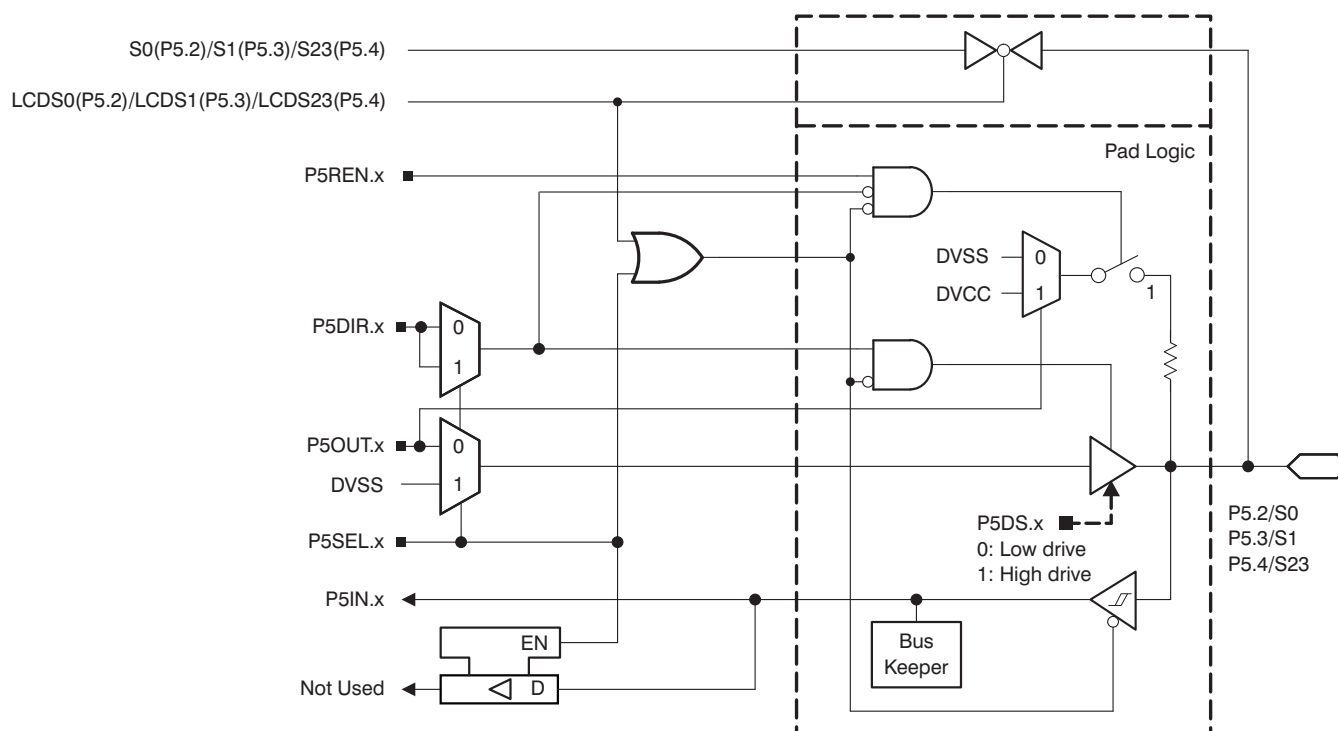 S0(P5.2)/S1(P5.3)/S23(P5.4)
LCDS0(P5.2)/LCDS1(P5.3)/LCDS23(P5.4)
Pad Logic
P5REN.x
DVSS
0
DVCC
1
1
P5DIR.x
0
1
P5OUT.x
0
DVSS
1
P5SEL.x
P5DS.x
0: Low drive
1: High drive
P5.2/S0
P5.3/S1
P5.4/S23
P5IN.x
Bus
Keeper
EN
Not Used
D